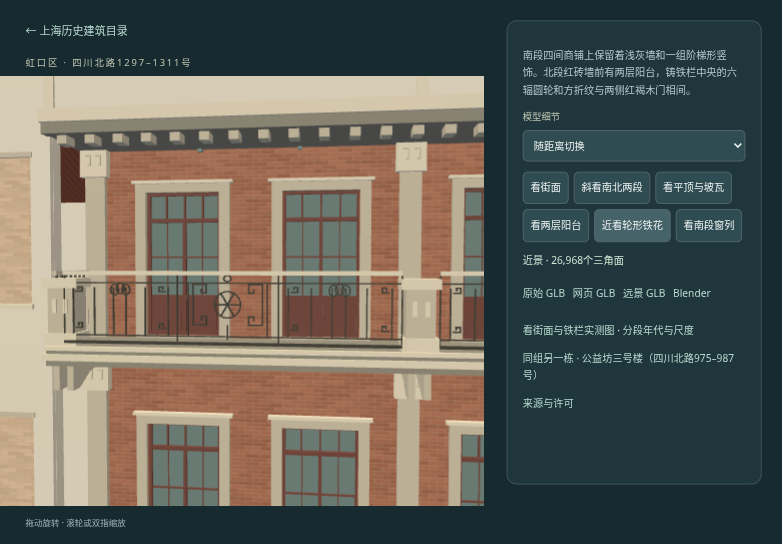 ← 上海历史建筑目录
虹口区 · 四川北路1297–1311号
南段四间商铺上保留着浅灰墙和一组阶梯形竖
饰。北段红砖墙前有两层阳台，铸铁栏中央的六
辐圆轮和方折纹与两侧红褐木门相间。
模型细节
随距离切换
看街面
斜看南北两段
看平顶与坡瓦
看两层阳台
近看轮形铁花
看南段窗列
近景 · 26,968个三角面
原始 GLB 网页 GLB 远景 GLB Blender
看街面与铁栏实测图 · 分段年代与尺度
同组另一栋 · 公益坊三号楼（四川北路975–987
号）
来源与许可
拖动旋转 · 滚轮或双指缩放